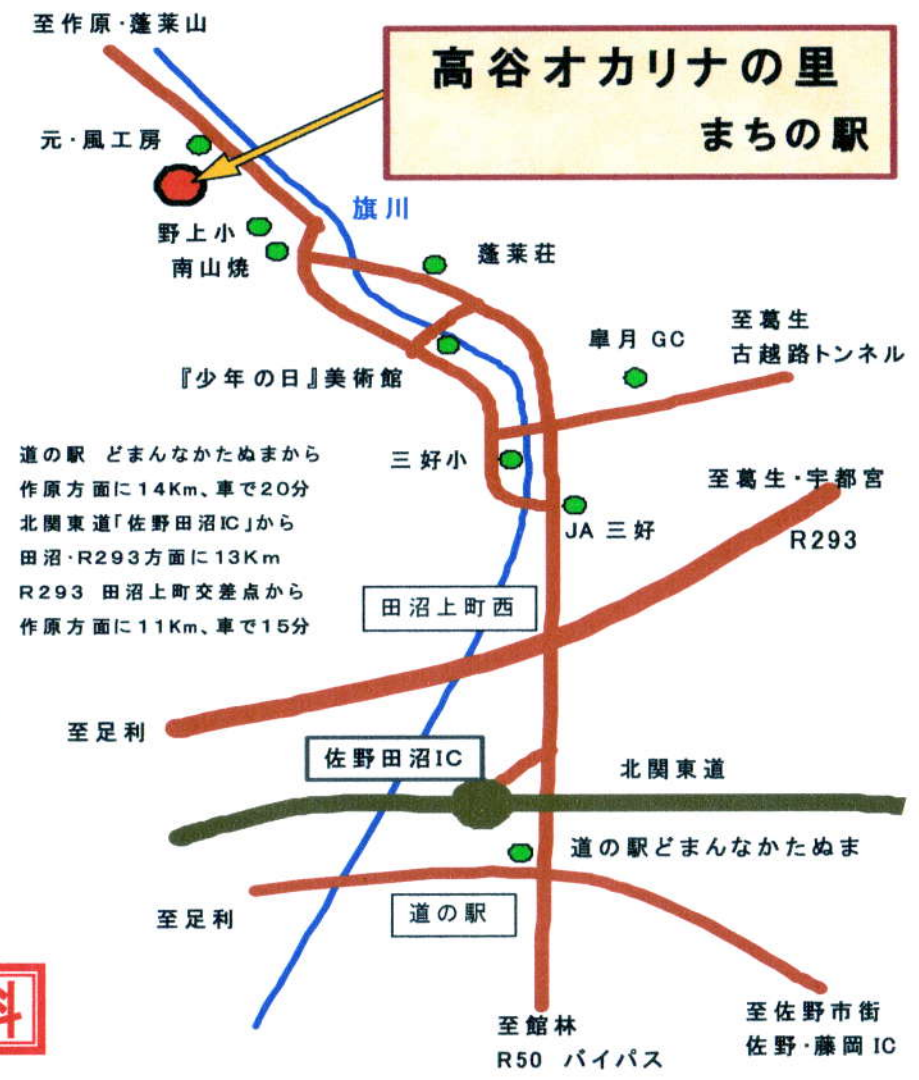 至作原・蓬莱山
高谷オカリナの里
まちの駅
元・風工房
旗川
野上小
南山焼
蓬莱荘
至葛生
古越路トンネル
皐月 GC
『少年の日』美術館
道の駅 どまんなかたぬまから
作原方面に14Km、車で20分
北関東道「佐野田沼IC」から
田沼・R293方面に13Km
R293 田沼上町交差点から
作原方面に11Km、車で15分
三好小
至葛生・宇都宮
R293
JA 三好
田沼上町西
至足利
佐野田沼IC
北関東道
道の駅どまんなかたぬま
至足利
道の駅
至館林
R50 バイパス
至佐野市街
佐野・藤岡 IC